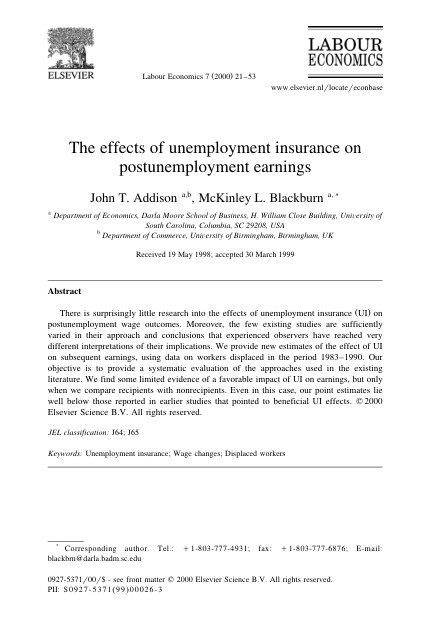 ELSEVIER
Labour Economics 7 (2000) 21–53
LABOUR
ECONOMICS
www.elsevier.nl/locate/econbase
The effects of unemployment insurance on
postunemployment earnings
John T. Addison a,b, McKinley L. Blackburn a,*
a Department of Economics, Darla Moore School of Business, H. William Close Building, University of
South Carolina, Columbia, SC 29208, USA
b Department of Commerce, University of Birmingham, Birmingham, UK
Received 19 May 1998; accepted 30 March 1999
Abstract
There is surprisingly little research into the effects of unemployment insurance (UI) on
postunemployment wage outcomes. Moreover, the few existing studies are sufficiently
varied in their approach and conclusions that experienced observers have reached very
different interpretations of their implications. We provide new estimates of the effect of UI
on subsequent earnings, using data on workers displaced in the period 1983–1990. Our
objective is to provide a systematic evaluation of the approaches used in the existing
literature. We find some limited evidence of a favorable impact of UI on earnings, but only
when we compare recipients with nonrecipients. Even in this case, our point estimates lie
well below those reported in earlier studies that pointed to beneficial UI effects. © 2000
Elsevier Science B.V. All rights reserved.
JEL classification: J64; J65
Keywords: Unemployment insurance; Wage changes; Displaced workers
* Corresponding author. Tel.: +1-803-777-4931; fax: +1-803-777-6876; E-mail:
blackbm@darla.badm.sc.edu
0927-5371/00/$ - see front matter © 2000 Elsevier Science B.V. All rights reserved.
PII: S0927-5371(99)00026-3